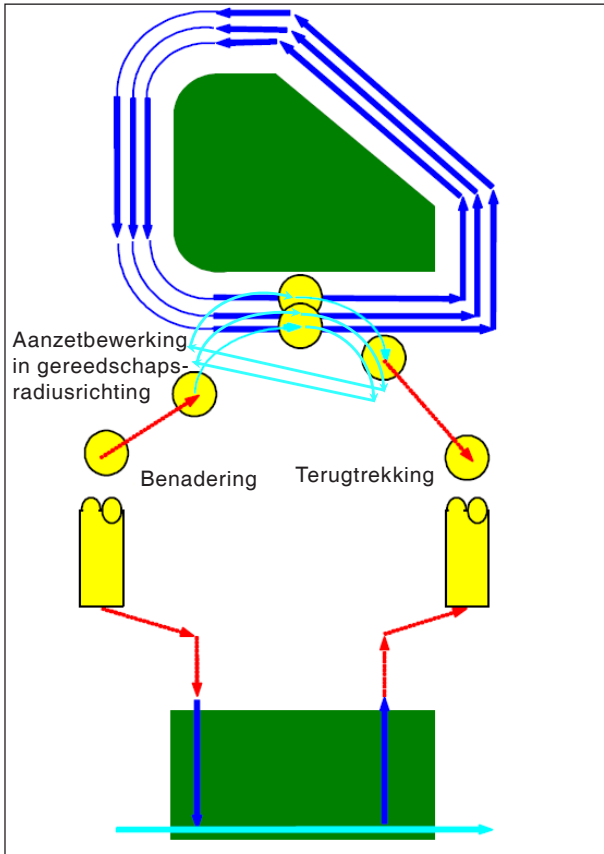 Aanzetbewerking
in gereedschaps-
radiusrichting
Benadering
Terugtrekking